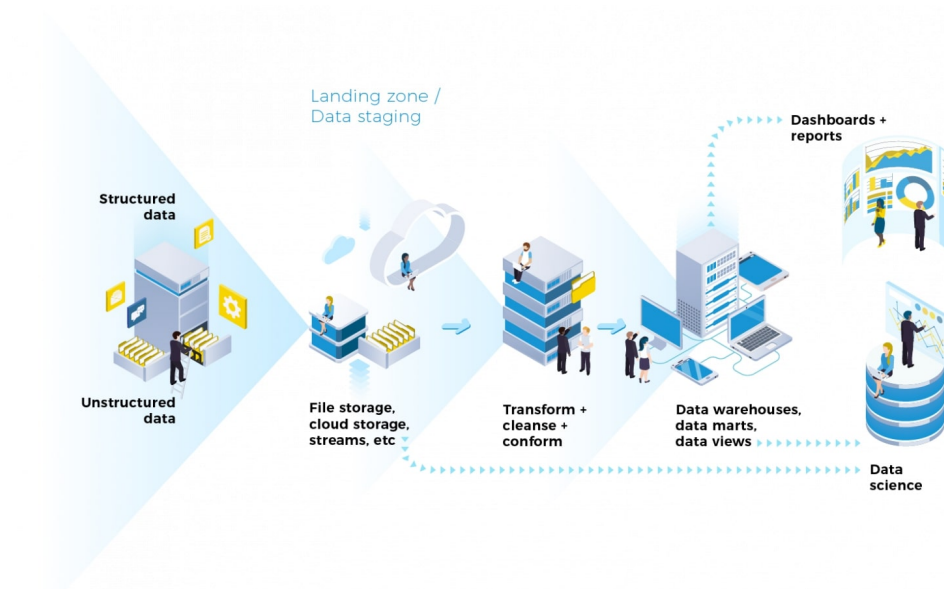 Landing zone /
Data staging
Structured
data
Unstructured
data
File storage,
cloud storage,
streams, etc
Transform +
cleanse +
conform
Data warehouses,
data marts,
data views
Dashboards +
reports
Data
science